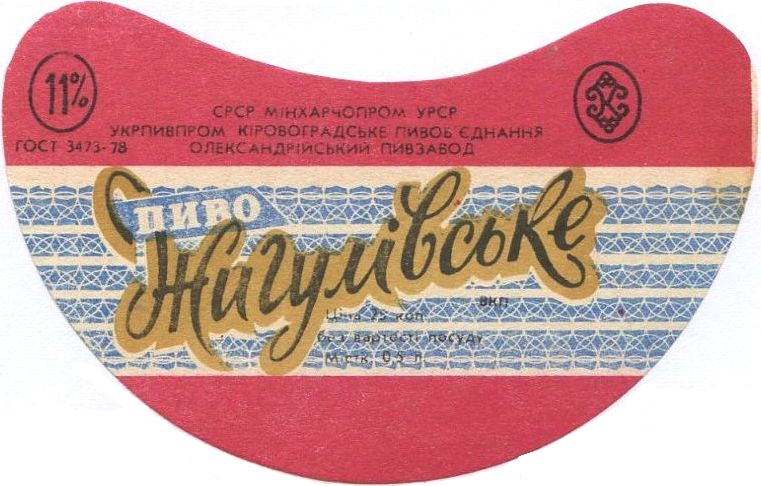 11%
СРСР МІНХАРЧОПРОМ УРСР
УКРПИВПРОМ КІРОВОГРАДСЬКЕ ПИВОБ'ЄДНАННЯ
ГОСТ 3473-78
ОЛЕКСАНДРІЙСЬКИЙ ПИВЗАВОД
ПИВО
Жигулівське
ВКП
Ціна 25 коп
без вартості посуду
Містк. 0,5 л.